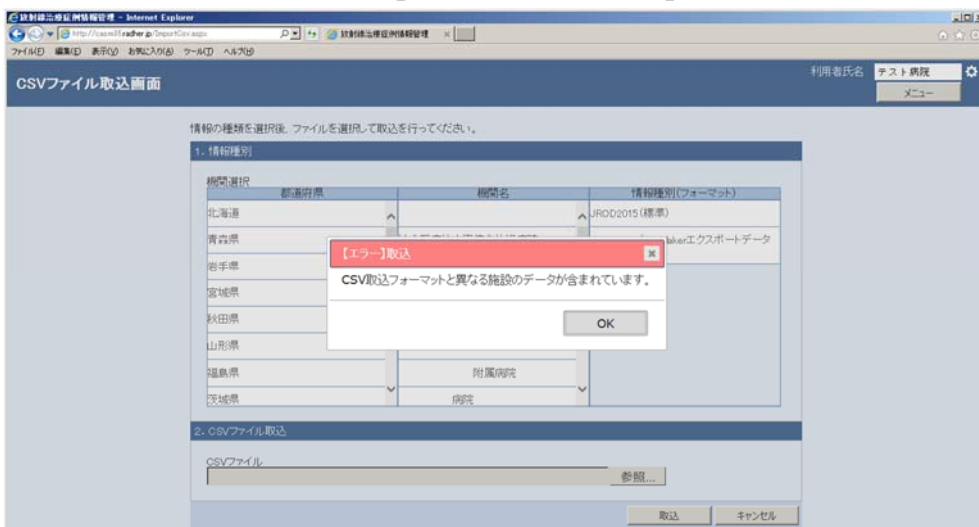 放射線治療症例情報管理 - Internet Explorer
放射線治療症例情報管理
ファイル(F) 編集(E) 表示(V) お気に入り(A) ツール(T) ヘルプ(H)
CSVファイル取込画面
利用者氏名 テスト病院
メニュー
情報の種類を選択後、ファイルを選択して取込を行ってください。
1. 情報種別
機関選択
都道府県 機関名 情報種別(フォーマット)
北海道 JROD2015(標準)
青森県 エクスポートデータ
岩手県
宮城県
秋田県
山形県
福島県 附属病院
茨城県 病院
【エラー】取込
CSV取込フォーマットと異なる施設のデータが含まれています。
OK
2. CSVファイル取込
CSVファイル
参照...
取込 キャンセル